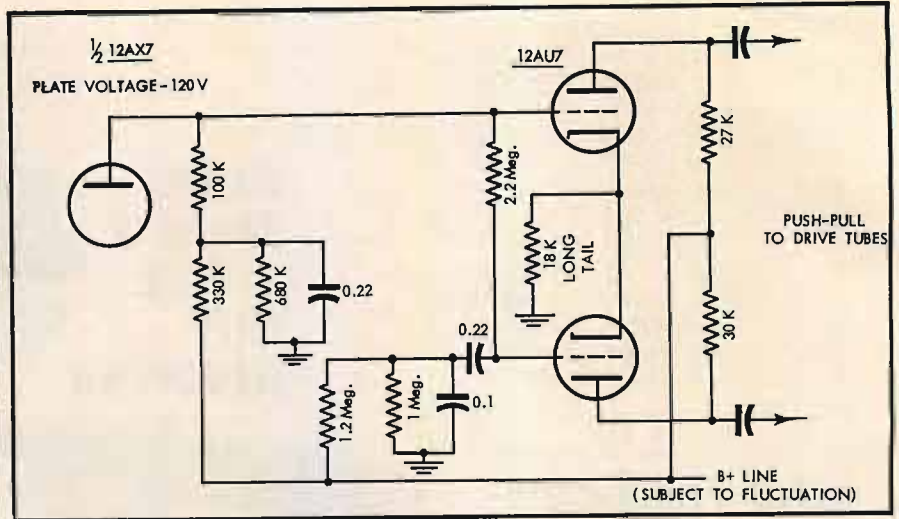 ½ 12AX7
PLATE VOLTAGE-120V
12AU7
100 K
2.2 Meg.
27 K
18 K
LONG
TAIL
PUSH-PULL
TO DRIVE TUBES
330 K
680 K
0.22
0.22
30 K
1.2 Meg.
1 Meg.
0.1
B+ LINE
(SUBJECT TO FLUCTUATION)